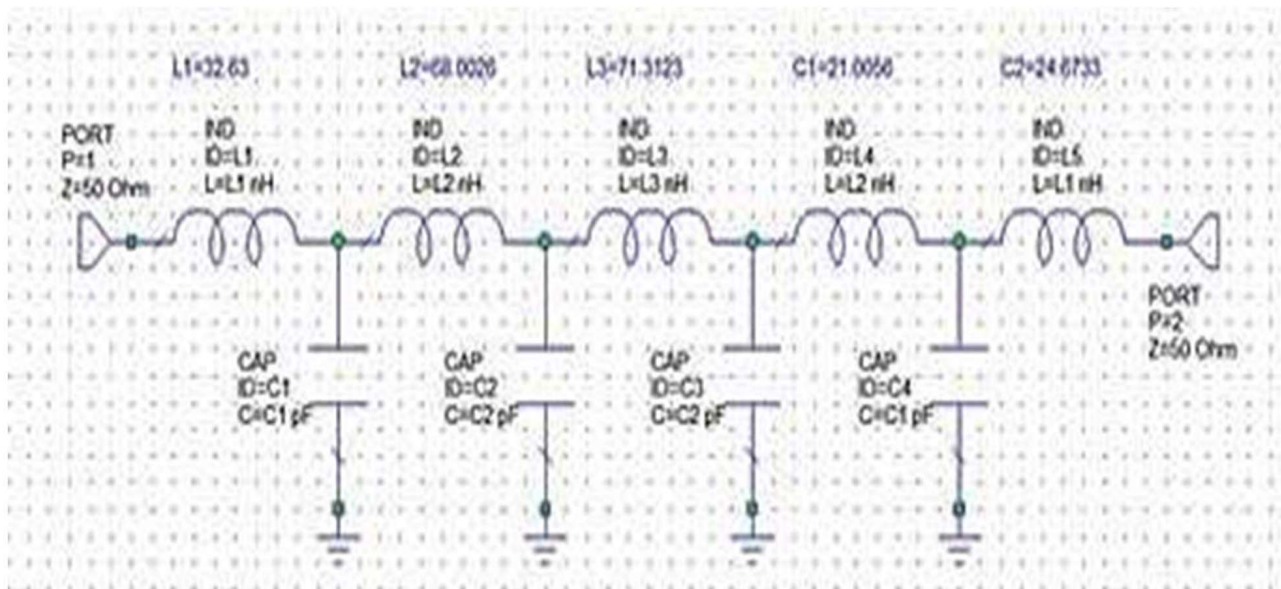 L1=32.63
L2=68.0026
L3=71.3123
C1=21.0056
C2=24.6733
PORT
P=1
Z=50 Ohm
IND
ID=L1
L=L1 nH
IND
ID=L2
L=L2 nH
IND
ID=L3
L=L3 nH
IND
ID=L4
L=L2 nH
IND
ID=L5
L=L1 nH
PORT
P=2
Z=50 Ohm
CAP
ID=C1
C=C1 pF
CAP
ID=C2
C=C2 pF
CAP
ID=C3
C=C2 pF
CAP
ID=C4
C=C1 pF